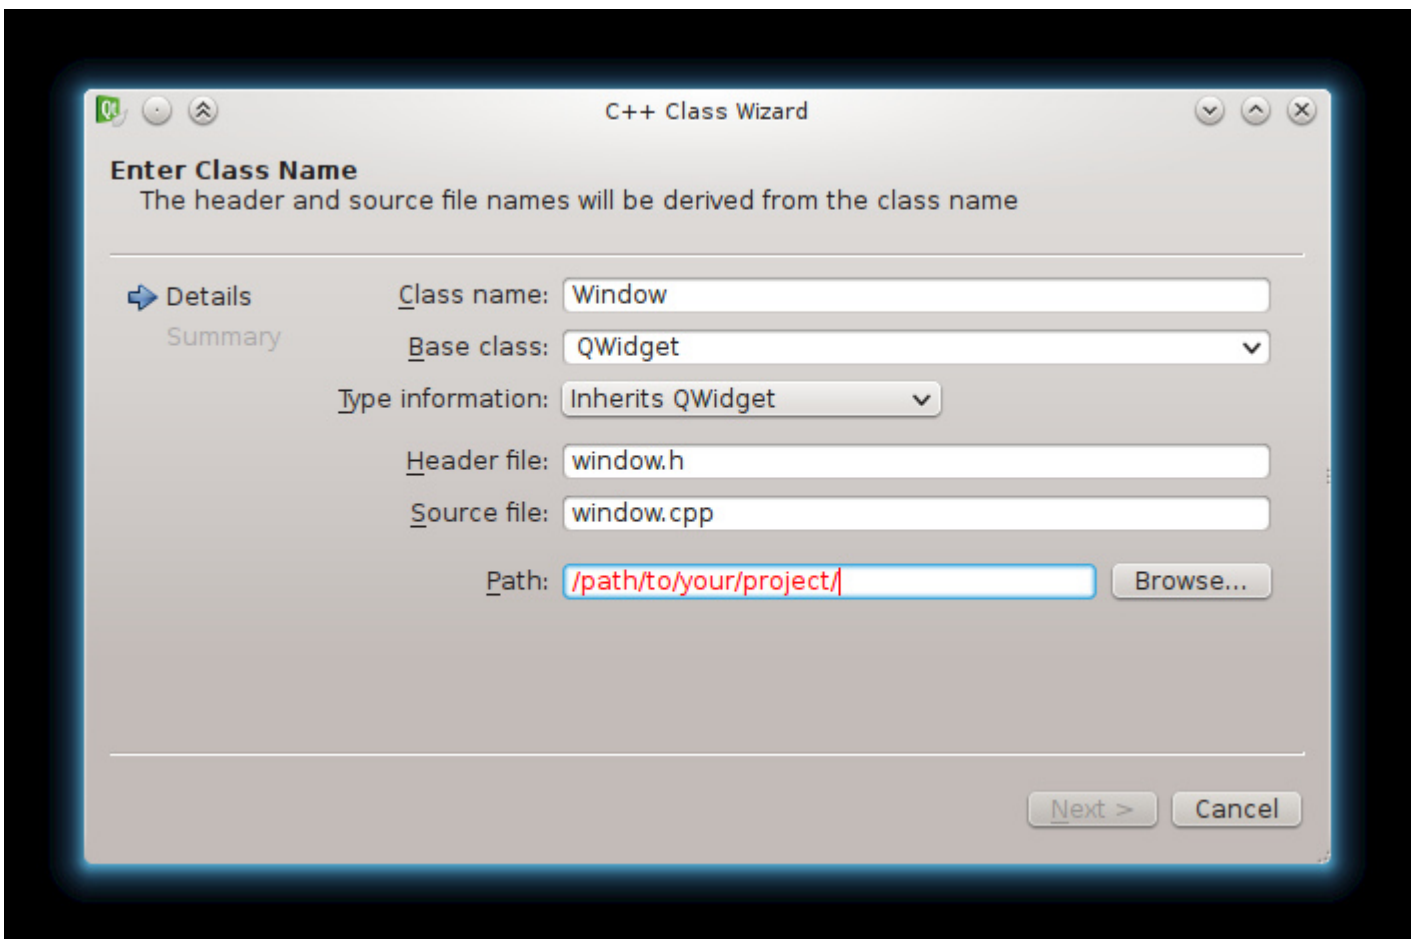 Qt
C++ Class Wizard
Enter Class Name
The header and source file names will be derived from the class name
Details
Summary
Class name: Window
Base class: QWidget
Type information: Inherits QWidget
Header file: window.h
Source file: window.cpp
Path: /path/to/your/project/ Browse...
Next > Cancel